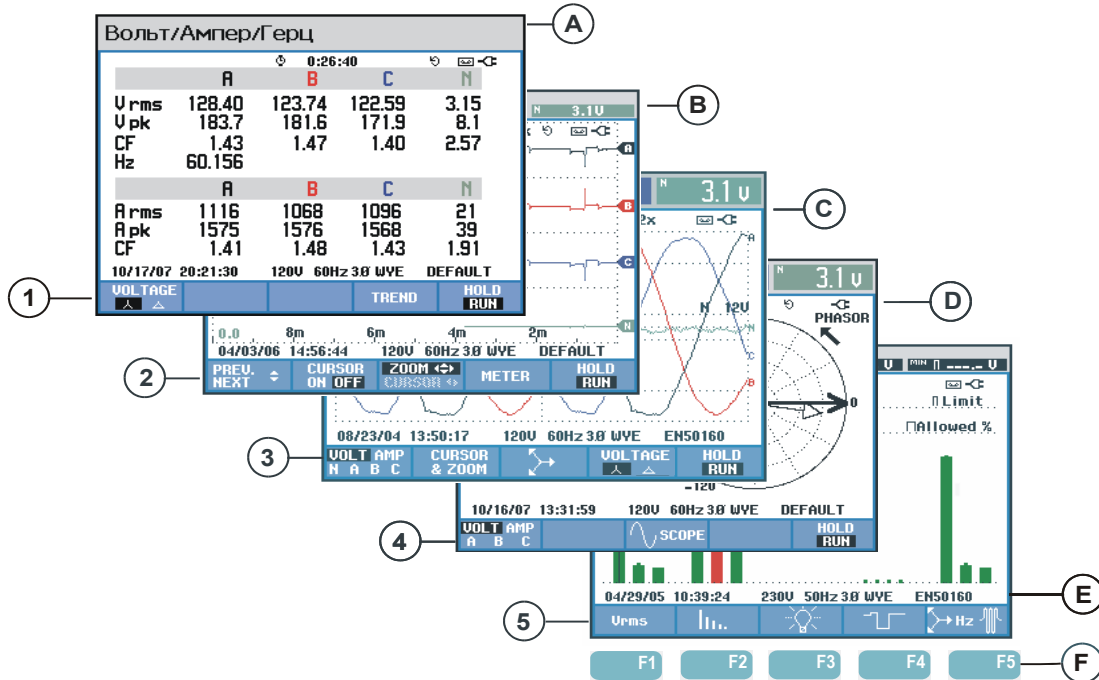 Вольт/Ампер/Герц
A
0:26:40
A B C N
V rms 128.40 123.74 122.59 3.15
V pk 183.7 181.6 171.9 8.1
CF 1.43 1.47 1.40 2.57
Hz 60.156
A B C N
A rms 1116 1068 1096 21
A pk 1575 1576 1568 39
CF 1.41 1.48 1.43 1.91
10/17/07 20:21:30 120V 60Hz 3Ø WYE DEFAULT
1
VOLTAGE TREND HOLD
RUN
B
N 3.1V
A
B
C
N
0.0 8m 6m 4m 2m
04/03/06 14:56:44 120V 60Hz 3Ø WYE DEFAULT
2
PREV. CURSOR ZOOM METER HOLD
NEXT ON OFF CURSOR RUN
C
N 3.1 V
2x
A
N 12V
N
C
B
08/23/04 13:50:17 120V 60Hz 3Ø WYE EN50160
3
VOLT AMP CURSOR VOLTAGE HOLD
N A B C & ZOOM RUN
D
N 3.1 V
PHASOR
0
-120
10/16/07 13:31:59 120V 60Hz 3Ø WYE DEFAULT
4
VOLT AMP SCOPE HOLD
A B C RUN
V MIN ---.- V
Limit
Allowed %
E
04/29/05 10:39:24 230V 50Hz 3Ø WYE EN50160
5
Vrms Hz
F1 F2 F3 F4 F5
F